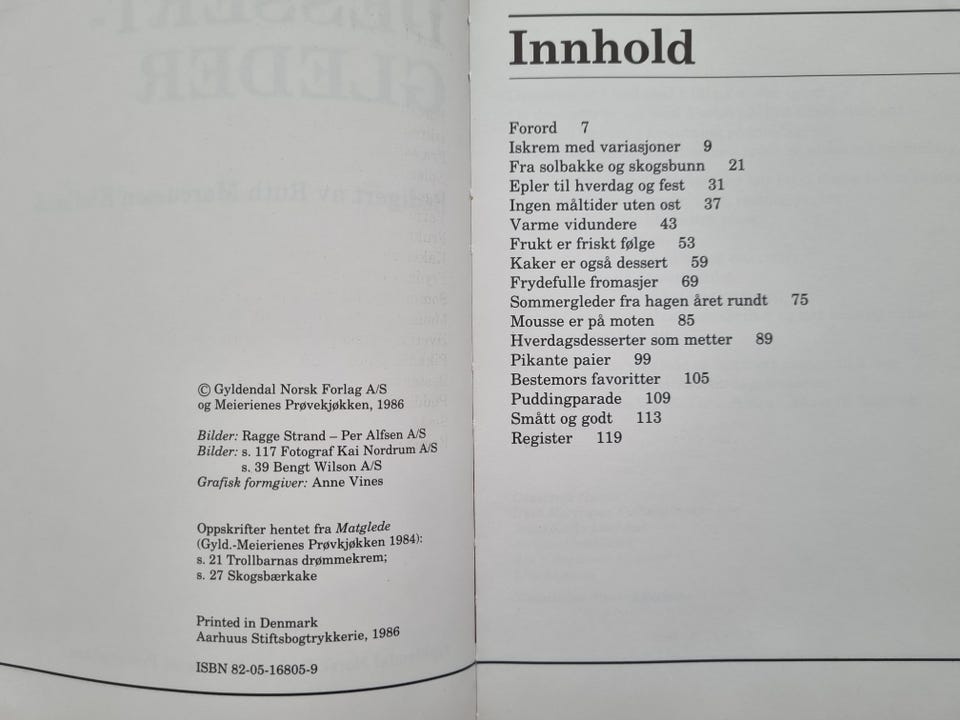 © Gyldendal Norsk Forlag A/S
og Meierienes Prøvekjøkken, 1986
Bilder: Ragge Strand – Per Alfsen A/S
Bilder: s. 117 Fotograf Kai Nordrum A/S
s. 39 Bengt Wilson A/S
Grafisk formgiver: Anne Vines
Oppskrifter hentet fra Matglede
(Gyld.-Meierienes Prøvkjøkken 1984):
s. 21 Trollbarnas drømmekrem;
s. 27 Skogsbærkake
Printed in Denmark
Aarhuus Stiftsbogtrykkerie, 1986
ISBN 82-05-16805-9
Innhold
Forord 7
Iskrem med variasjoner 9
Fra solbakke og skogsbunn 21
Epler til hverdag og fest 31
Ingen måltider uten ost 37
Varme vidundere 43
Frukt er friskt følge 53
Kaker er også dessert 59
Frydefulle fromasjer 69
Sommergleder fra hagen året rundt 75
Mousse er på moten 85
Hverdagsdesserter som metter 89
Pikante paier 99
Bestemors favoritter 105
Puddingparade 109
Smått og godt 113
Register 119